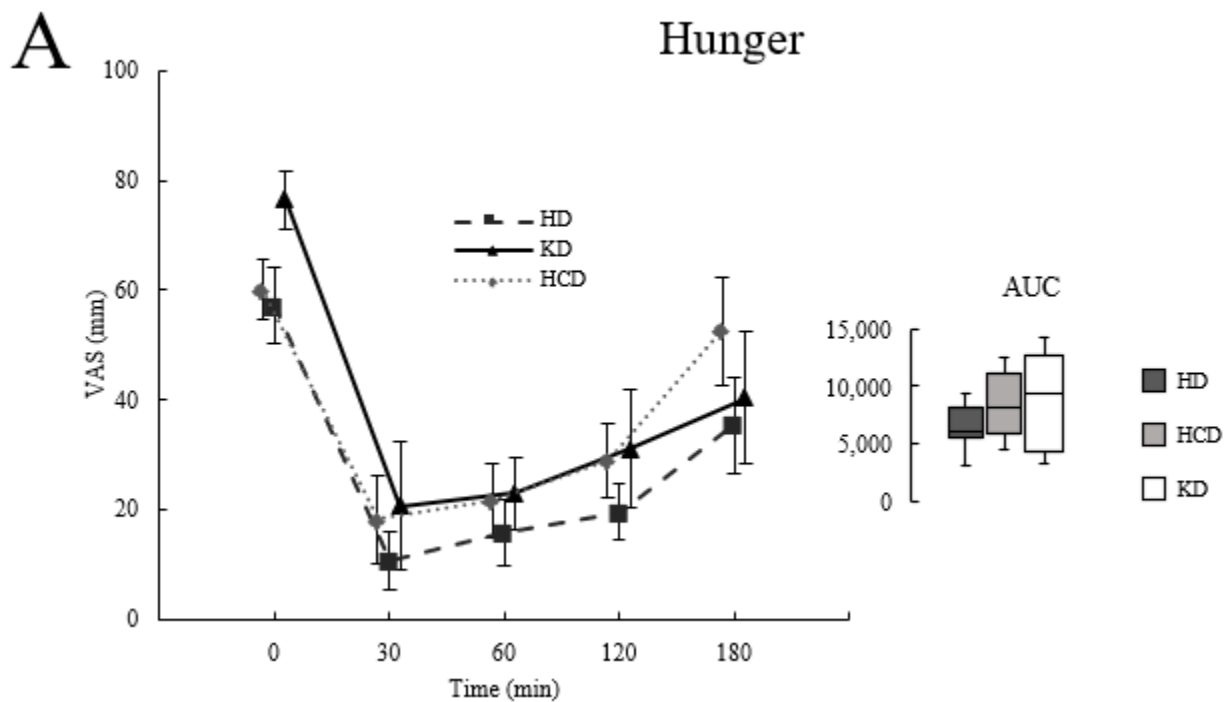 A
Hunger
100
80
60
40
20
0
VAS (mm)
HD
KD
HCD
0 30 60 120 180
Time (min)
AUC
15,000
10,000
5,000
0
HD
HCD
KD